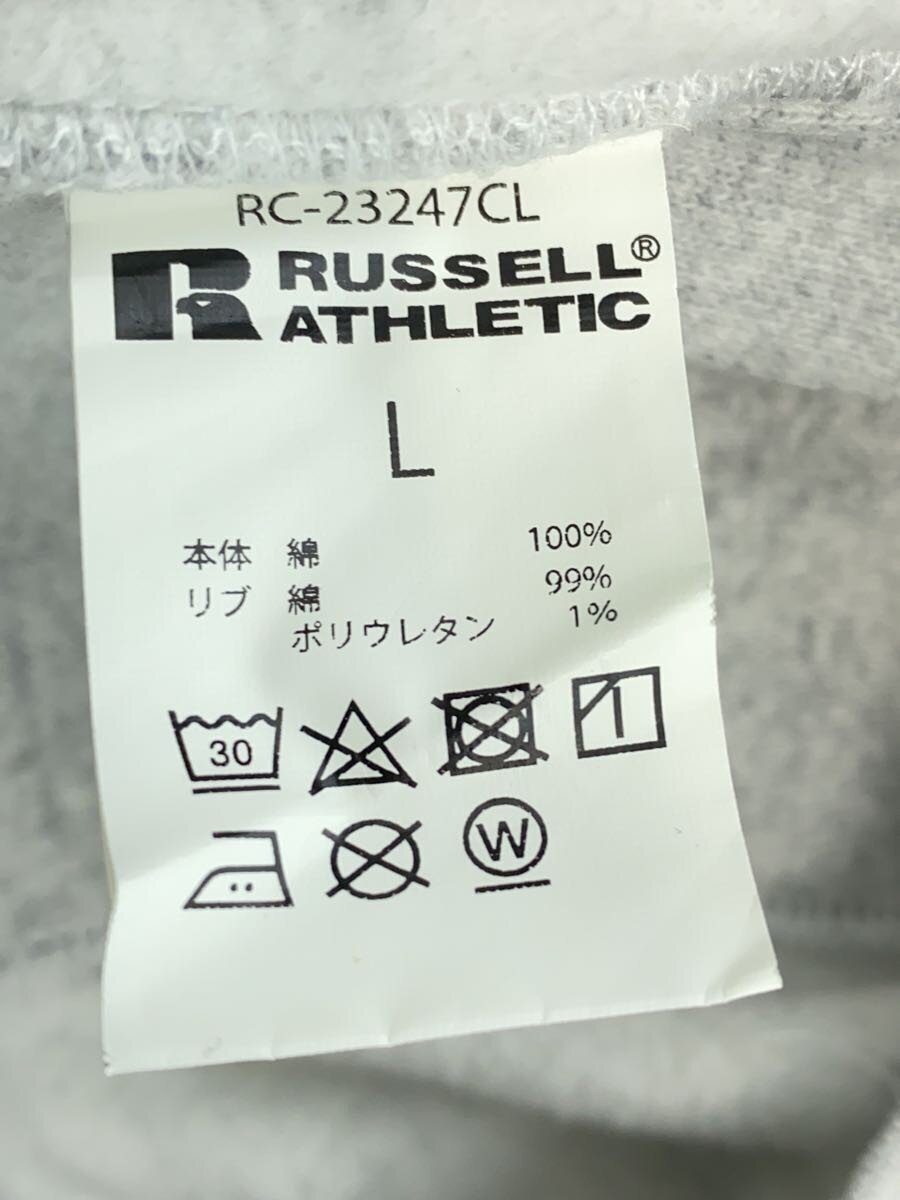 RC-23247CL
RUSSELL®
ATHLETIC
L
本体 綿 100%
リブ 綿 99%
ポリウレタン 1%
30
W